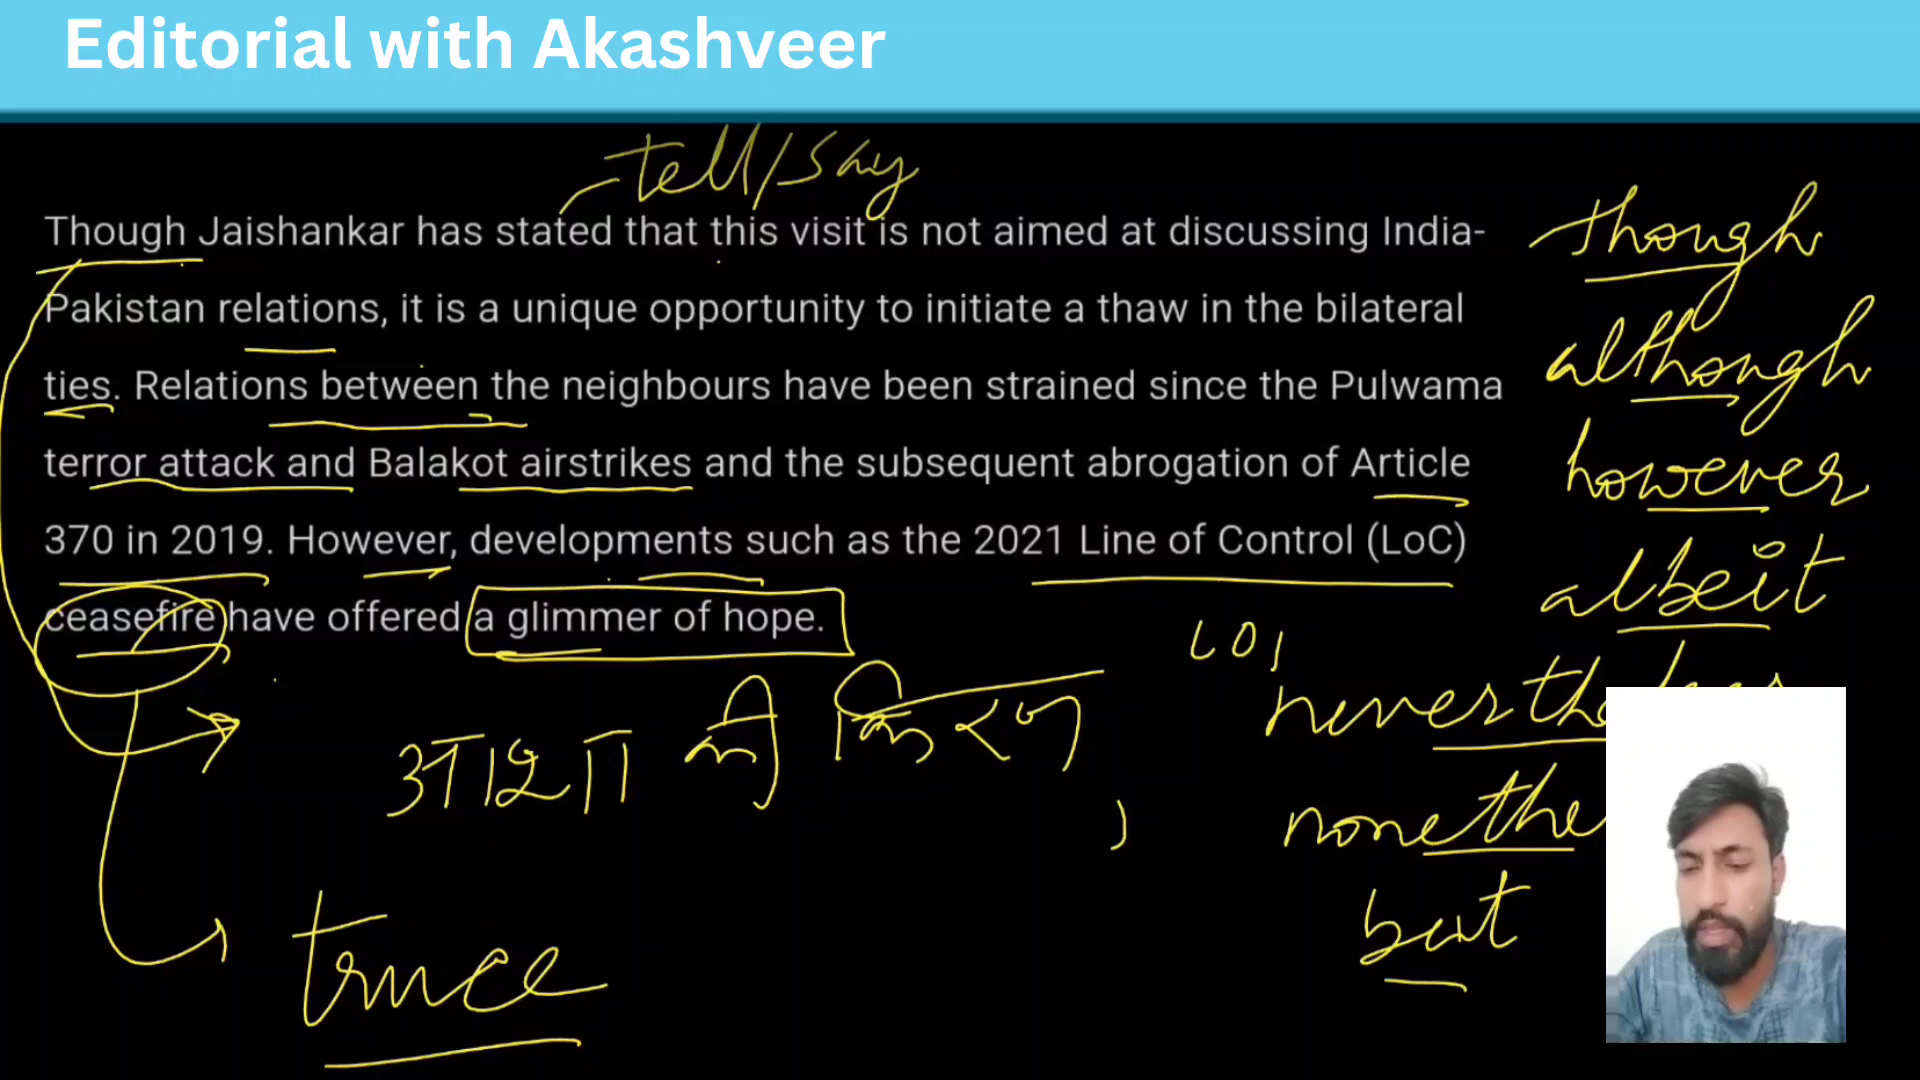 Editorial with Akashveer
tell/say
Though Jaishankar has stated that this visit is not aimed at discussing India-
Pakistan relations, it is a unique opportunity to initiate a thaw in the bilateral
ties. Relations between the neighbours have been strained since the Pulwama
terror attack and Balakot airstrikes and the subsequent abrogation of Article
370 in 2019. However, developments such as the 2021 Line of Control (LoC)
ceasefire have offered a glimmer of hope.
though
although
however
albeit
but
आशा की किरण
truce